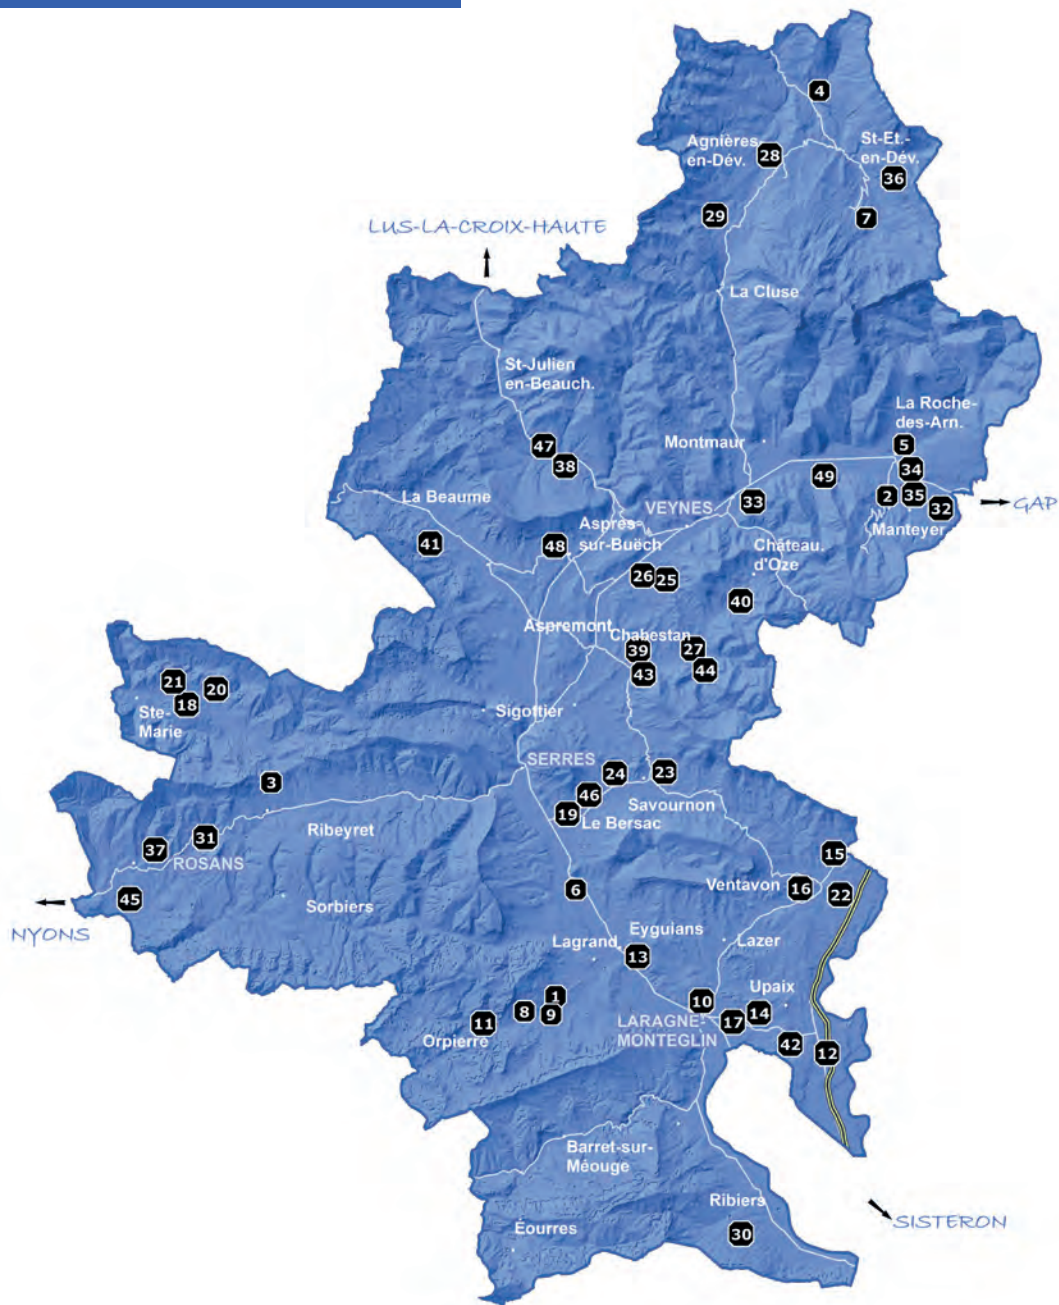 4
Agnières
en-Dév.
28
St-Et.-
en-Dév.
36
29
7
LUS-LA-CROIX-HAUTE
La Cluse
St-Julien
en-Beauch.
La Roche-
des-Arn.
47
38
Montmaur
5
34
49
2
35
32
GAP
La Beaume
33
VEYNES
Manteyer
41
48
Aspres-
sur-Buëch
Château.
d'Oze
26
25
40
Aspremont
Chabestan
39
27
43
44
21
20
18
Ste-
Marie
Sigottier
SERRES
24
23
3
46
Savournon
19
Le Bersac
Ribeyret
31
37
ROSANS
15
45
Sorbiers
6
Ventavon
16
22
NYONS
Eyguians
Lagrand
13
Lazer
Upaix
1
8
9
10
14
11
Orpierre
LARAGNE-
MONTEGLIN
17
42
12
Barret-sur-
Méouge
Ribiers
SISTERON
Éourres
30